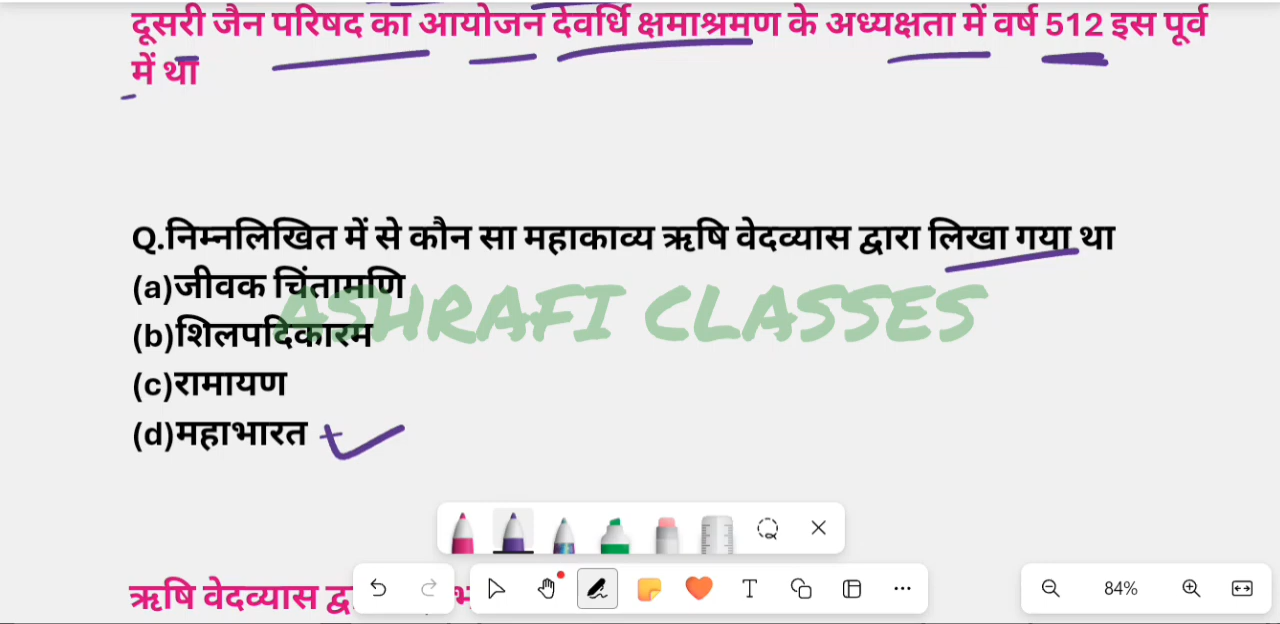 दूसरी जैन परिषद का आयोजन देवर्धि क्षमाश्रमण के अध्यक्षता में वर्ष 512 इस पूर्व
में था
Q.निम्नलिखित में से कौन सा महाकाव्य ऋषि वेदव्यास द्वारा लिखा गया था
(a)जीवक चिंतामणि
ASHRAFI CLASSES
(b)शिलपदिकारम
(c)रामायण
(d)महाभारत
ऋषि वेदव्यास
84%